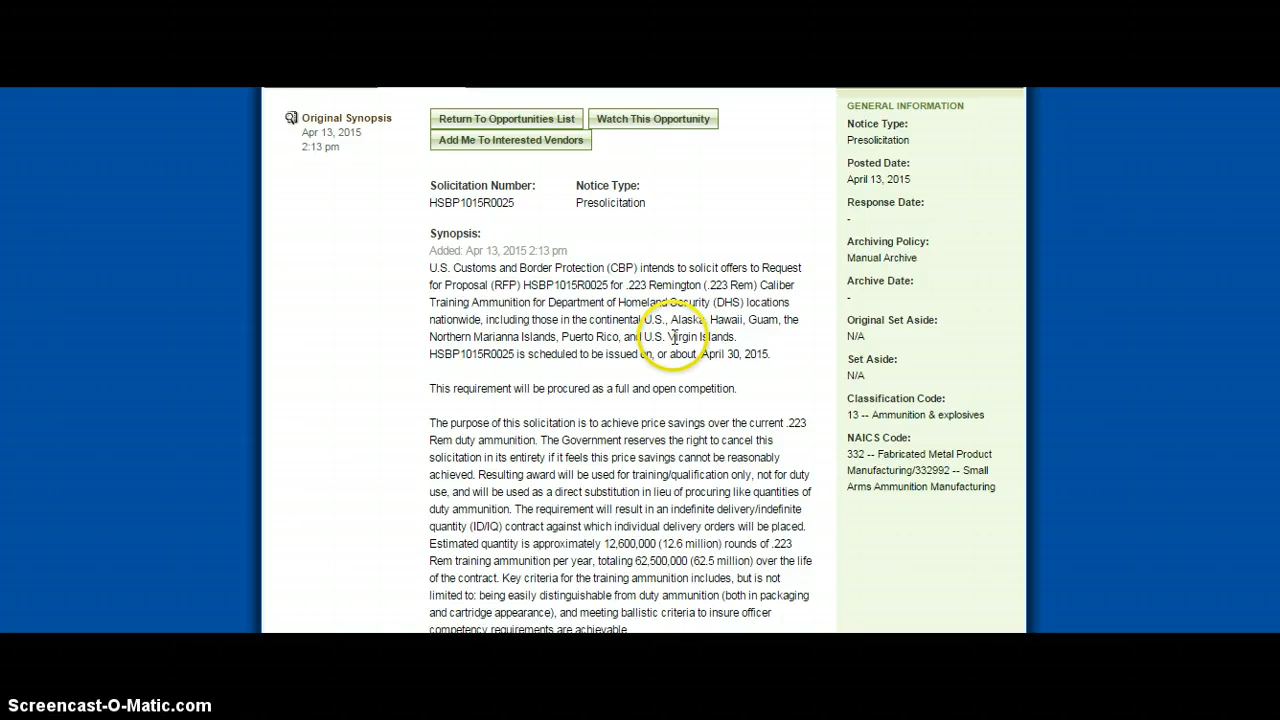 Original Synopsis
Apr 13, 2015
2:13 pm
Return To Opportunities List
Watch This Opportunity
Add Me To Interested Vendors
Solicitation Number:
HSBP1015R0025
Notice Type:
Presolicitation
Synopsis:
Added: Apr 13, 2015 2:13 pm
U.S. Customs and Border Protection (CBP) intends to solicit offers to Request
for Proposal (RFP) HSBP1015R0025 for .223 Remington (.223 Rem) Caliber
Training Ammunition for Department of Homeland Security (DHS) locations
nationwide, including those in the continental U.S., Alaska, Hawaii, Guam, the
Northern Marianna Islands, Puerto Rico, and U.S. Virgin Islands.
HSBP1015R0025 is scheduled to be issued on, or about, April 30, 2015.
This requirement will be procured as a full and open competition.
The purpose of this solicitation is to achieve price savings over the current .223
Rem duty ammunition. The Government reserves the right to cancel this
solicitation in its entirety if it feels this price savings cannot be reasonably
achieved. Resulting award will be used for training/qualification only, not for duty
use, and will be used as a direct substitution in lieu of procuring like quantities of
duty ammunition. The requirement will result in an indefinite delivery/indefinite
quantity (ID/IQ) contract against which individual delivery orders will be placed.
Estimated quantity is approximately 12,600,000 (12.6 million) rounds of .223
Rem training ammunition per year, totaling 62,500,000 (62.5 million) over the life
of the contract. Key criteria for the training ammunition includes, but is not
limited to: being easily distinguishable from duty ammunition (both in packaging
and cartridge appearance), and meeting ballistic criteria to insure officer
competency requirements are achievable
GENERAL INFORMATION
Notice Type:
Presolicitation
Posted Date:
April 13, 2015
Response Date:
-
Archiving Policy:
Manual Archive
Archive Date:
-
Original Set Aside:
N/A
Set Aside:
N/A
Classification Code:
13 -- Ammunition & explosives
NAICS Code:
332 -- Fabricated Metal Product
Manufacturing/332992 -- Small
Arms Ammunition Manufacturing
Screencast-O-Matic.com